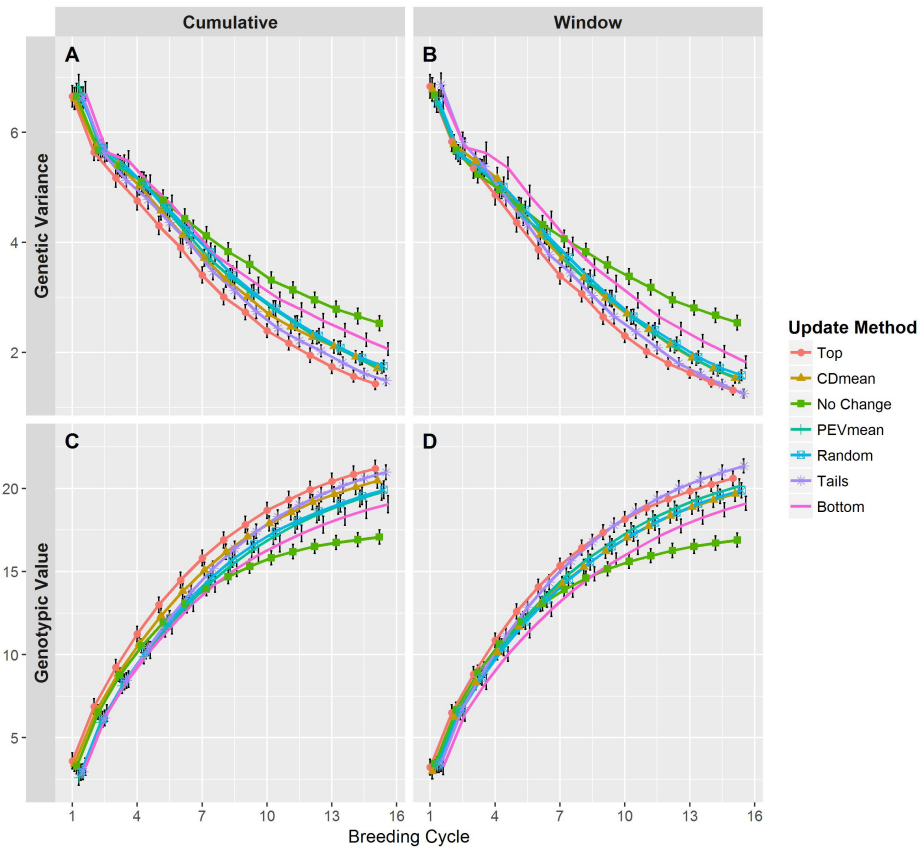 Cumulative Window
A B
Genetic Variance
6
4
2
C D
Genotypic Value
20
15
10
5
1 4 7 10 13 16 1 4 7 10 13 16
Breeding Cycle
Update Method
Top
CDmean
No Change
PEVmean
Random
Tails
Bottom